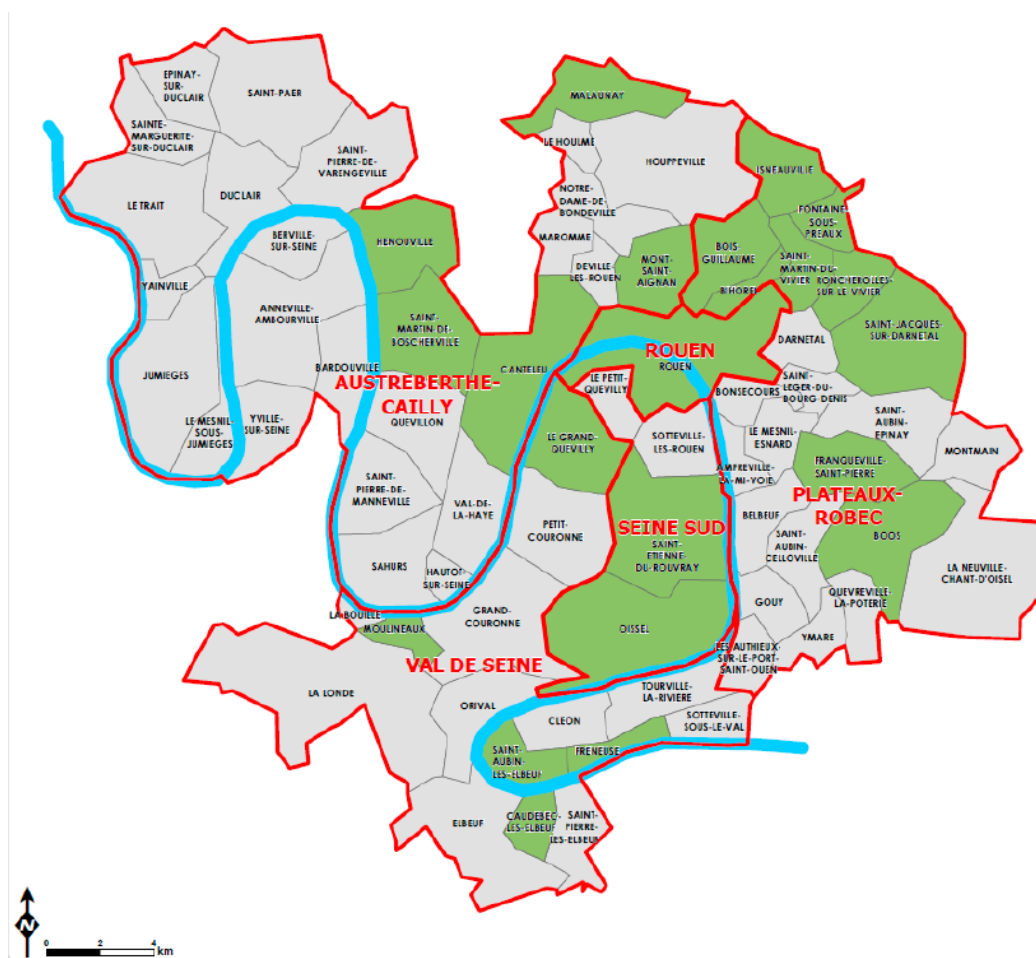 EPINAY-
SUR-
DUCLAIR
SAINT-PAER
MALAUNAY
SAINTE-
MARGUERITE-
SUR-DUCLAIR
SAINT-
PIERRE-DE-
VARENGEVILLE
LE HOULME
HOUPPEVILLE
ISNEAUVILLE
LE TRAIT
DUCLAIR
NOTRE-
DAME-DE-
BONDEVILLE
FONTAINE-
SOUS-
PREAUX
BERVILLE-
SUR-SEINE
HENOUVILLE
MAROMME
BOIS-
GUILLAUME
DEVILLE-
LES-ROUEN
MONT-
SAINT-
AIGNAN
SAINT-
MARTIN-DU-
VIVIER
RONCHEROLLES-
SUR-LE-VIVIER
YAINVILLE
BIHOREL
ANNEVILLE-
AMBOURVILLE
SAINT-
MARTIN-DE-
BOSCHERVILLE
SAINT-JACQUES-
SUR-DARNETAL
DARNETAL
JUMIEGES
BARDOUVILLE
CANTELEU
ROUEN
ROUEN
AUSTREBERTHE-
CAILLY
QUEVILLON
LE PETIT-
QUEVILLY
BONSECOURS
SAINT-
LEGER-DU-
BOURG-DENIS
LE MESNIL-
SOUS-
JUMIEGES
YVILLE-
SUR-SEINE
LE GRAND-
QUEVILLY
SOTTEVILLE-
LES-ROUEN
LE MESNIL-
ESNARD
SAINT-
AUBIN-
EPINAY
MONTMAIN
SAINT-
PIERRE-DE-
MANNEVILLE
AMFREVILLE-
LA-MI-VOIE
FRANQUEVILLE-
SAINT-PIERRE
VAL-DE-
LA-HAYE
PLATEAUX-
ROBEC
BELBEUF
PETIT-
COURONNE
SEINE SUD
SAINT-
ETIENNE
DU-ROUVRAY
SAINT-
AUBIN-
CELLOVILLE
BOOS
SAHURS
HAUTOT-
SUR-SEINE
LA NEUVILLE-
CHANT-D'OISEL
LA BOUILLE
GRAND-
COURONNE
GOUY
QUEVREVILLE-
LA-POTERIE
MOULINEAUX
OISSEL
YMARE
VAL DE SEINE
LES AUTHIEUX-
SUR-LE-PORT-
SAINT-OUEN
LA LONDE
ORIVAL
TOURVILLE-
LA-RIVIERE
CLEON
SOTTEVILLE-
SOUS-LE-VAL
SAINT-
AUBIN-
LES-ELBEUF
FRENEUSE
ELBEUF
CAUDEBEC-
LES-ELBEUF
SAINT-
PIERRE-
LES-ELBEUF
N
0 2 4
km